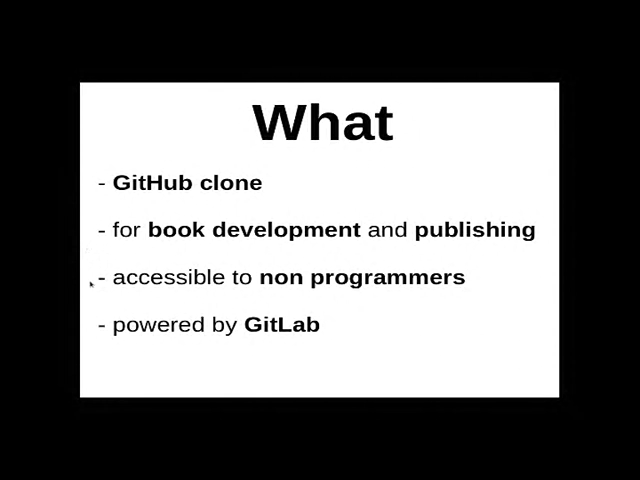 What
- GitHub clone
- for book development and publishing
- accessible to non programmers
- powered by GitLab